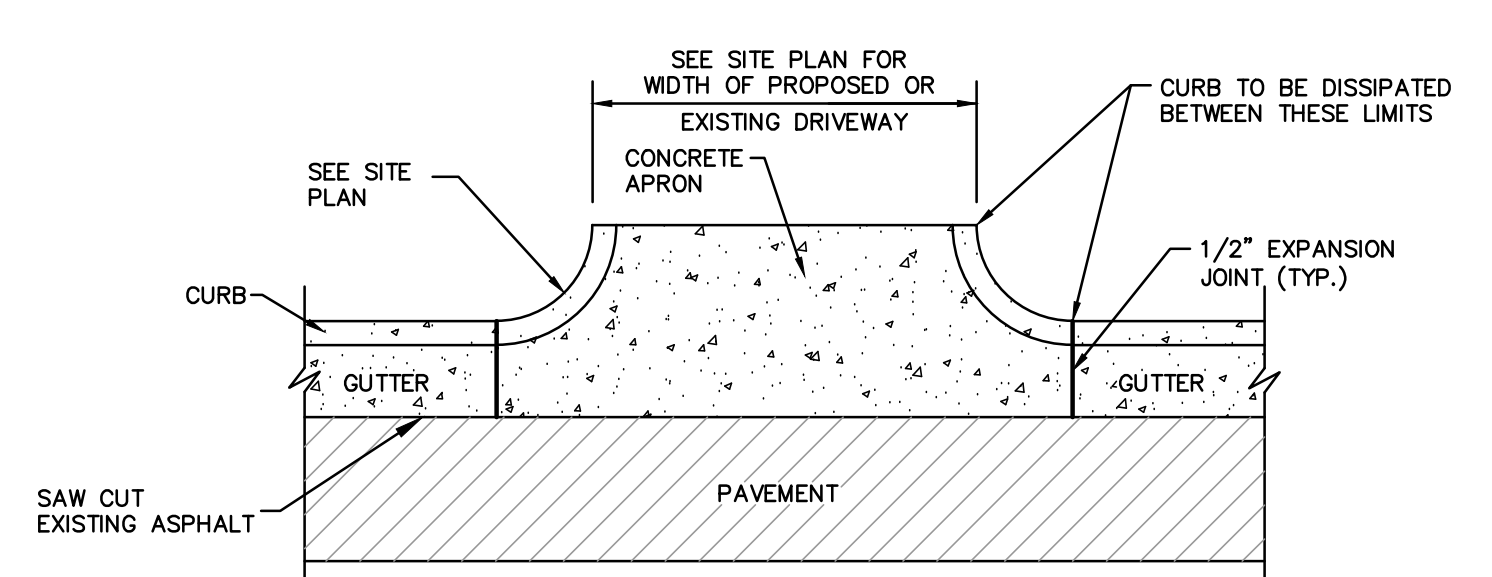 SEE SITE PLAN FOR
WIDTH OF PROPOSED OR
EXISTING DRIVEWAY
CURB TO BE DISSIPATED
BETWEEN THESE LIMITS
CONCRETE
APRON
SEE SITE
PLAN
1/2" EXPANSION
JOINT (TYP.)
CURB
GUTTER
GUTTER
PAVEMENT
SAW CUT
EXISTING ASPHALT